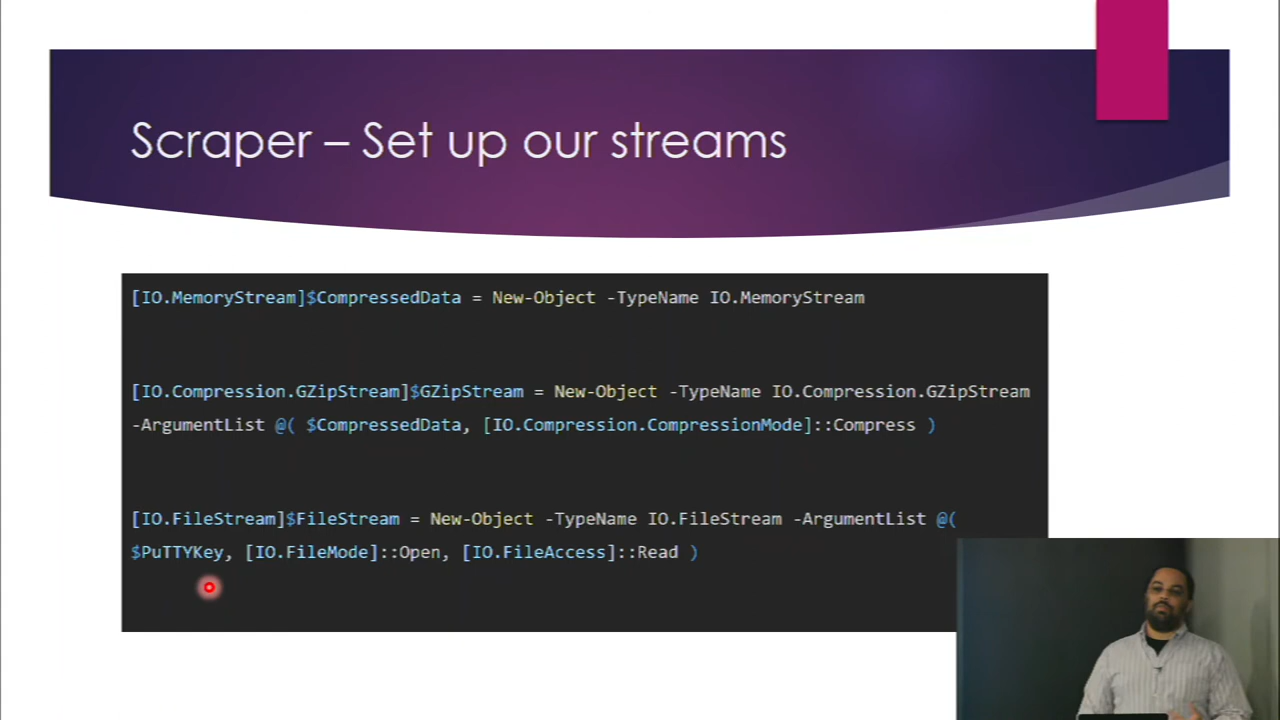 Scraper – Set up our streams
[IO.MemoryStream]$CompressedData = New-Object -TypeName IO.MemoryStream
[IO.Compression.GZipStream]$GZipStream = New-Object -TypeName IO.Compression.GZipStream
-ArgumentList @( $CompressedData, [IO.Compression.CompressionMode]::Compress )
[IO.FileStream]$FileStream = New-Object -TypeName IO.FileStream -ArgumentList @(
$PuTTYKey, [IO.FileMode]::Open, [IO.FileAccess]::Read )